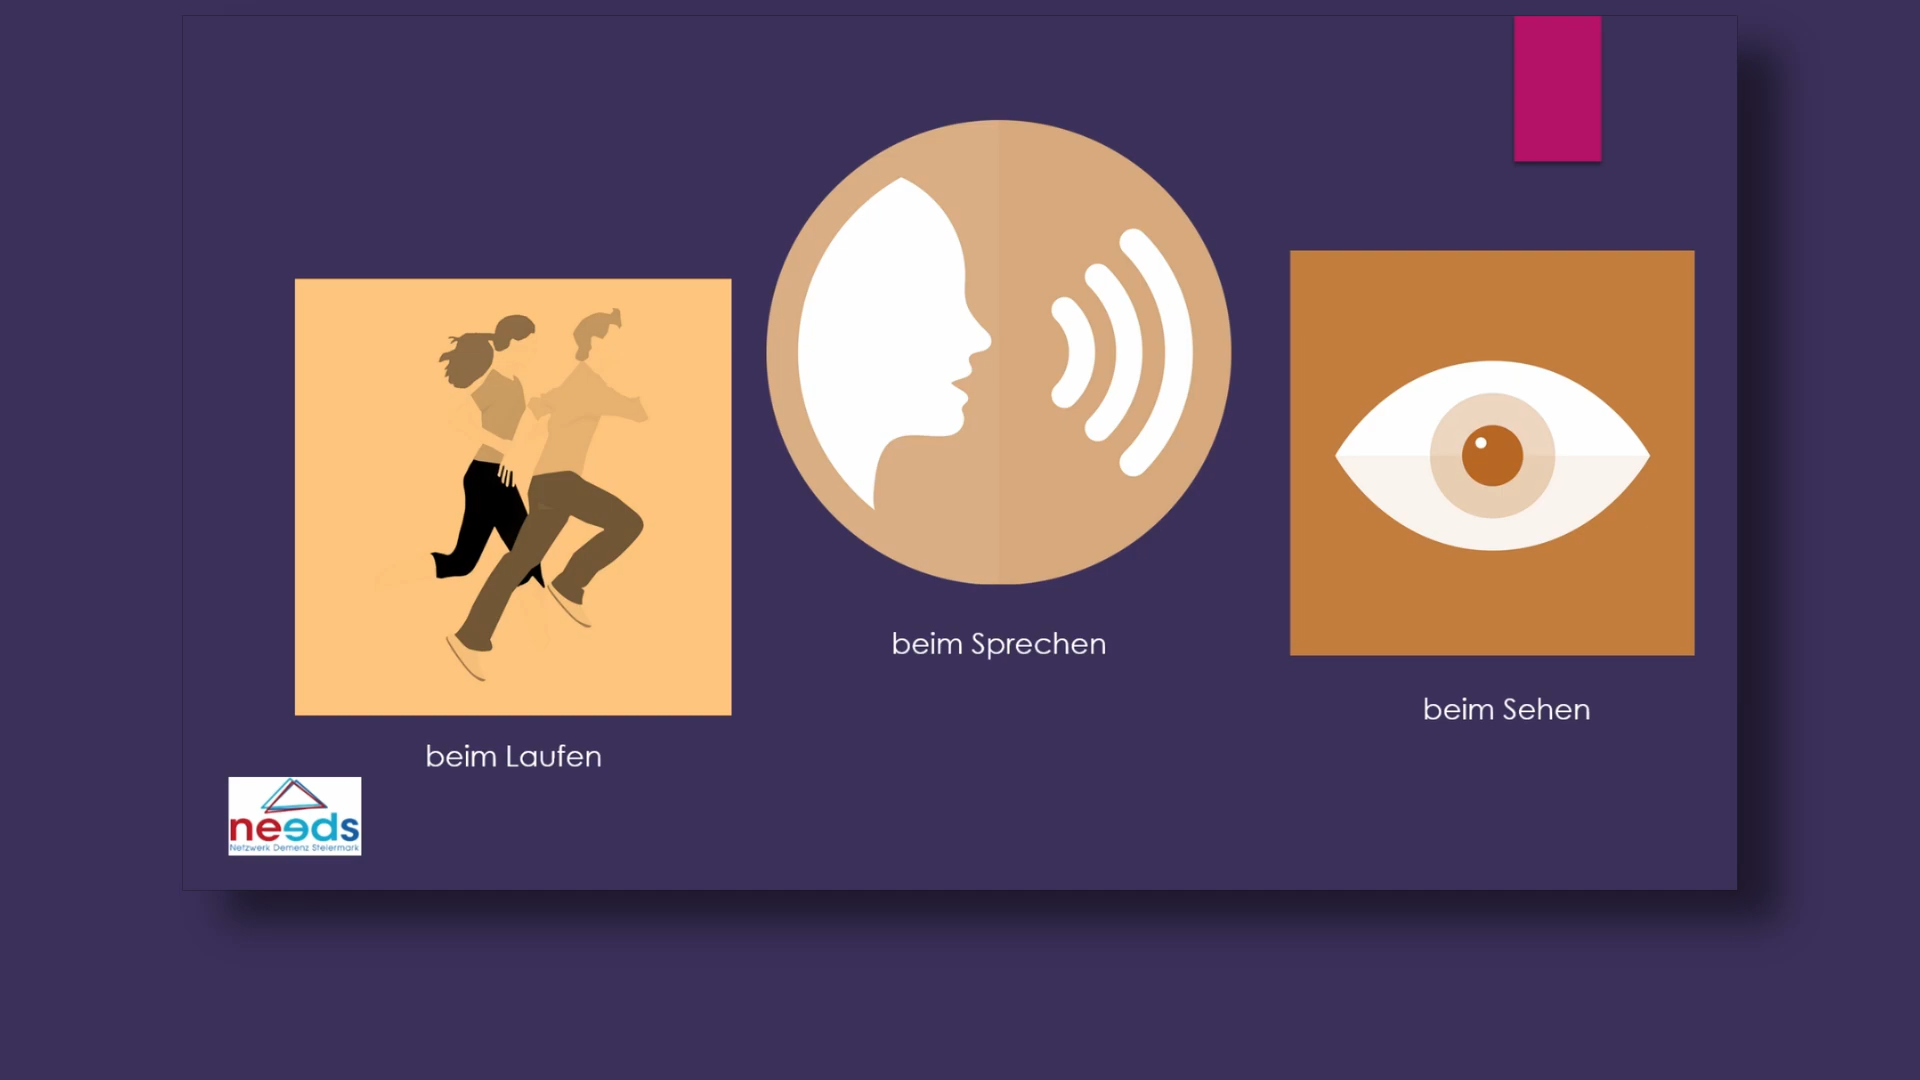 beim Sprechen
beim Sehen
beim Laufen
needs
Netzwerk Demenz Steiermark